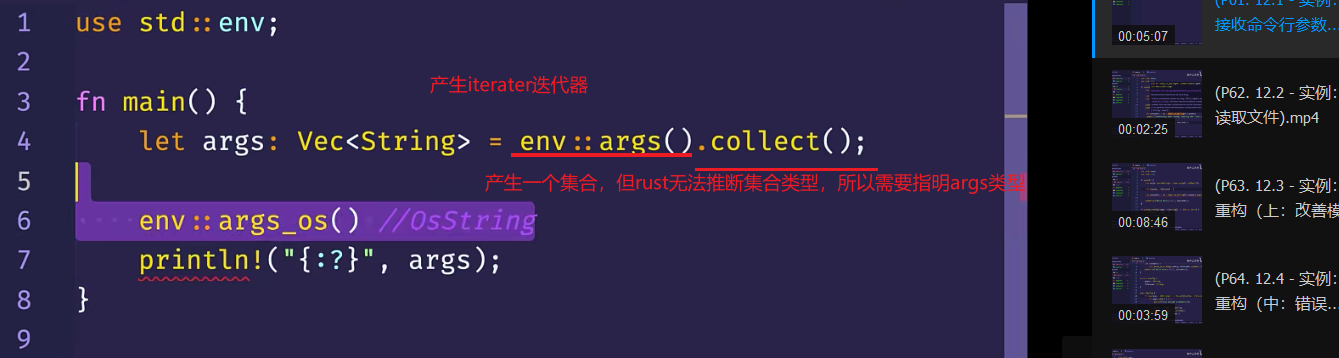 1 use std::env;
2
3 fn main() {
产生iterater迭代器
4 let args: Vec<String> = env::args().collect();
产生一个集合，但rust无法推断集合类型，所以需要指明args类型
5
6 env::args_os() //OsString
7 println!("{:?}", args);
8 }
9
(P61. 12.1 - 实例：
接收命令行参数...
00:05:07
(P62. 12.2 - 实例：
读取文件).mp4
00:02:25
(P63. 12.3 - 实例：
重构（上：改善模
00:08:46
(P64. 12.4 - 实例：
重构（中：错误...
00:03:59